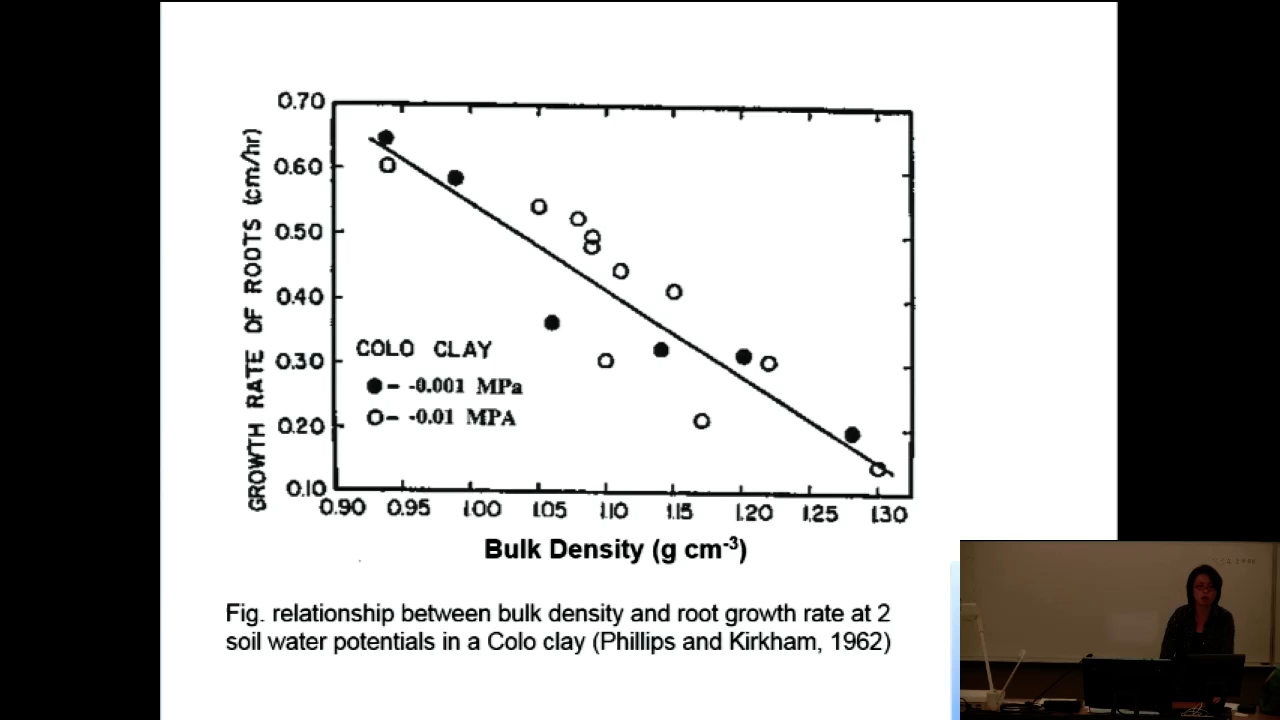 0.70
0.60
0.50
0.40
0.30
0.20
0.10
GROWTH RATE OF ROOTS (cm/hr)
COLO CLAY
- -0.001 MPa
- -0.01 MPA
0.90 0.95 1.00 1.05 1.10 1.15 1.20 1.25 1.30
Bulk Density (g cm-3)
Fig. relationship between bulk density and root growth rate at 2
soil water potentials in a Colo clay (Phillips and Kirkham, 1962)